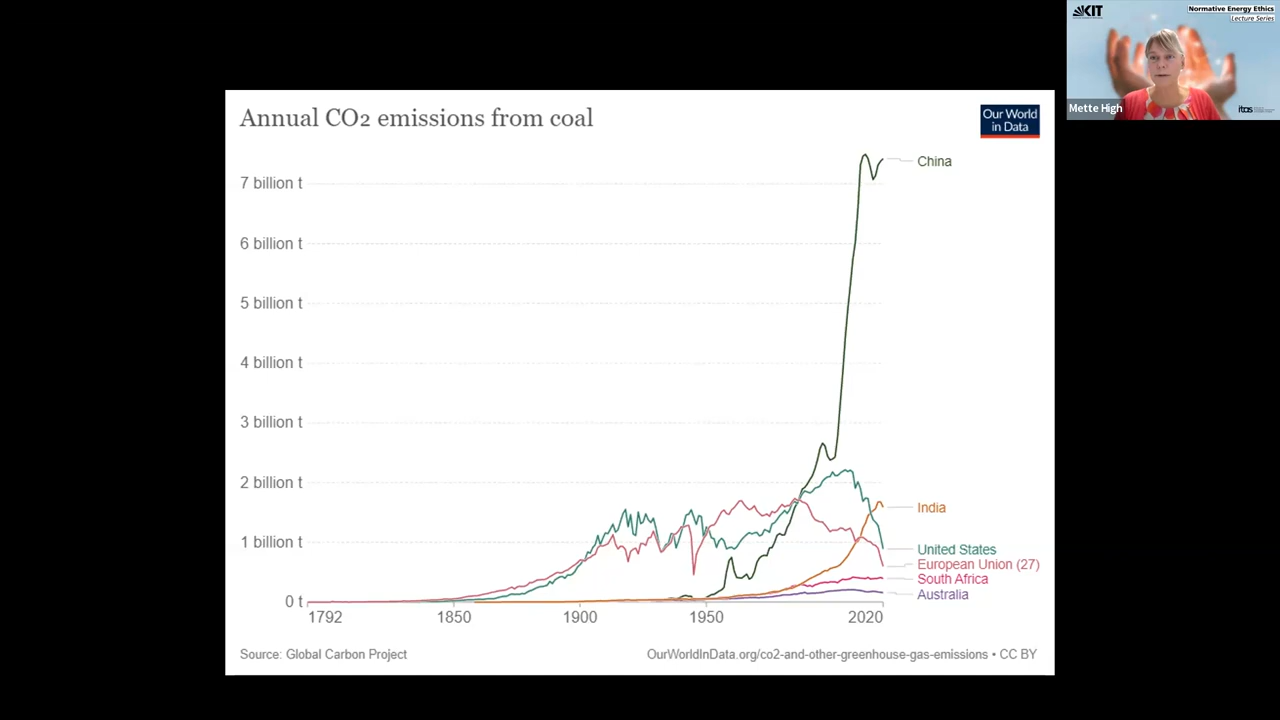 KIT
Normative Energy Ethics
Lecture Series
Mette High
itas
Annual CO2 emissions from coal
Our World
in Data
China
7 billion t
6 billion t
5 billion t
4 billion t
3 billion t
2 billion t
India
1 billion t
United States
European Union (27)
South Africa
Australia
0 t
1792
1850
1900
1950
2020
Source: Global Carbon Project
OurWorldInData.org/co2-and-other-greenhouse-gas-emissions • CC BY